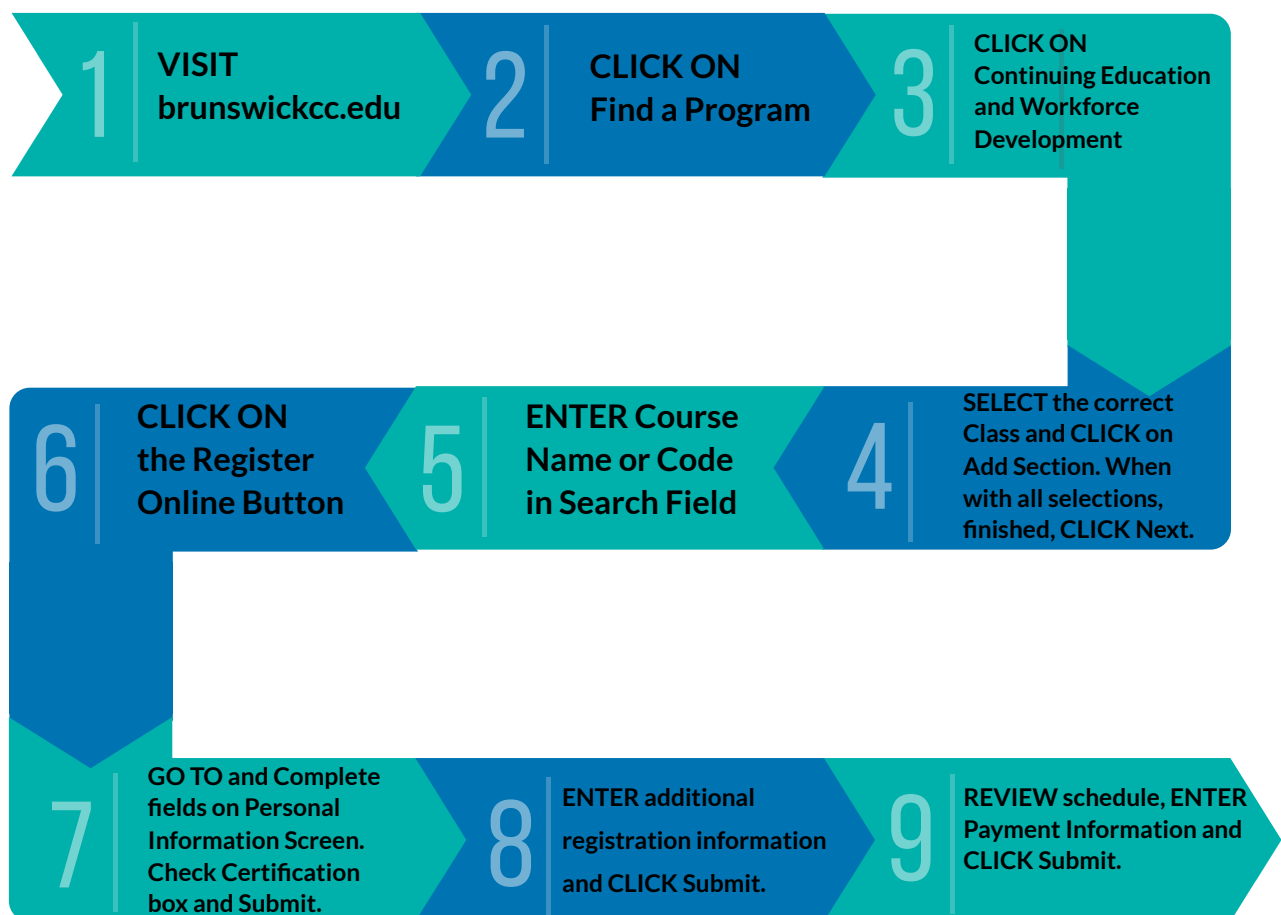 1
VISIT
brunswickcc.edu
2
CLICK ON
Find a Program
3
CLICK ON
Continuing Education
and Workforce
Development
4
SELECT the correct
Class and CLICK on
Add Section. When
with all selections,
finished, CLICK Next.
5
ENTER Course
Name or Code
in Search Field
6
CLICK ON
the Register
Online Button
7
GO TO and Complete
fields on Personal
Information Screen.
Check Certification
box and Submit.
8
ENTER additional
registration information
and CLICK Submit.
9
REVIEW schedule, ENTER
Payment Information and
CLICK Submit.